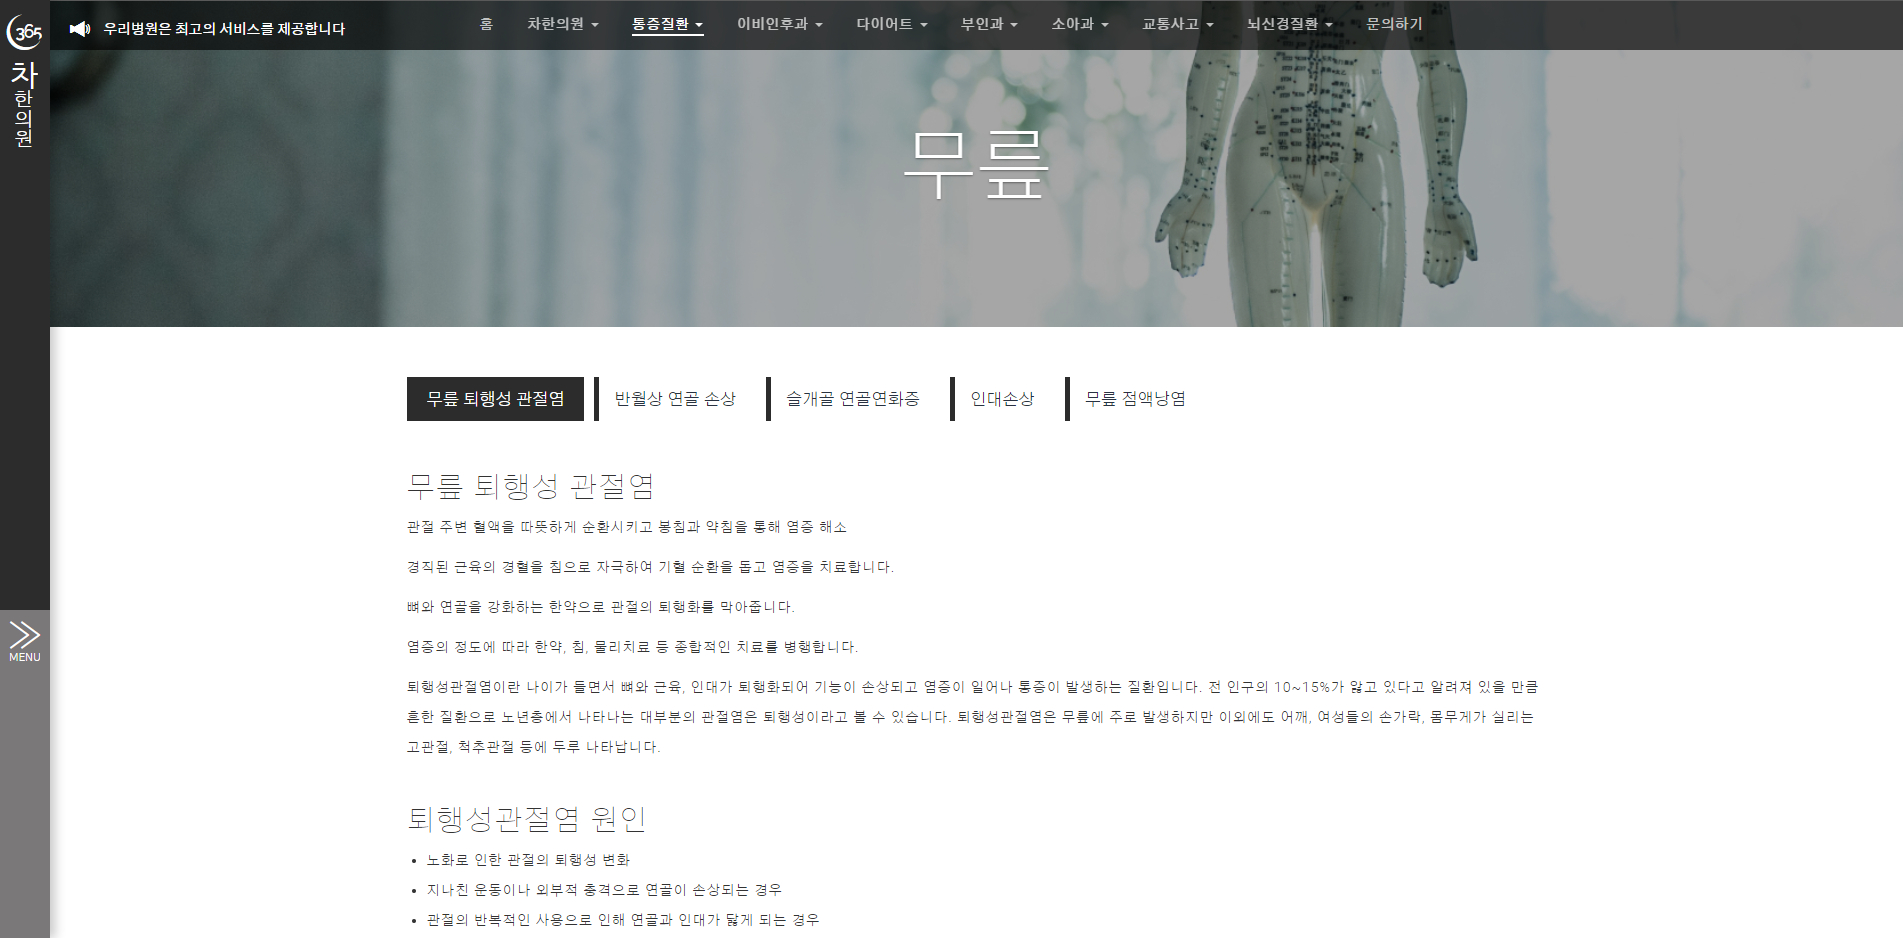 365
차한의원
MENU
우리병원은 최고의 서비스를 제공합니다
홈 차한의원 통증질환 이비인후과 다이어트 부인과 소아과 교통사고 뇌신경질환 문의하기
무릎
무릎 퇴행성 관절염 반월상 연골 손상 슬개골 연골연화증 인대손상 무릎 점액낭염
무릎 퇴행성 관절염
관절 주변 혈액을 따뜻하게 순환시키고 봉침과 약침을 통해 염증 해소
경직된 근육의 경혈을 침으로 자극하여 기혈 순환을 돕고 염증을 치료합니다.
뼈와 연골을 강화하는 한약으로 관절의 퇴행화를 막아줍니다.
염증의 정도에 따라 한약, 침, 물리치료 등 종합적인 치료를 병행합니다.
퇴행성관절염이란 나이가 들면서 뼈와 근육, 인대가 퇴행화되어 기능이 손상되고 염증이 일어나 통증이 발생하는 질환입니다. 전 인구의 10~15%가 앓고 있다고 알려져 있을 만큼
흔한 질환으로 노년층에서 나타나는 대부분의 관절염은 퇴행성이라고 볼 수 있습니다. 퇴행성관절염은 무릎에 주로 발생하지만 이외에도 어깨, 여성들의 손가락, 몸무게가 실리는
고관절, 척추관절 등에 두루 나타납니다.
퇴행성관절염 원인
• 노화로 인한 관절의 퇴행성 변화
• 지나친 운동이나 외부적 충격으로 연골이 손상되는 경우
• 관절의 반복적인 사용으로 인해 연골과 인대가 닳게 되는 경우